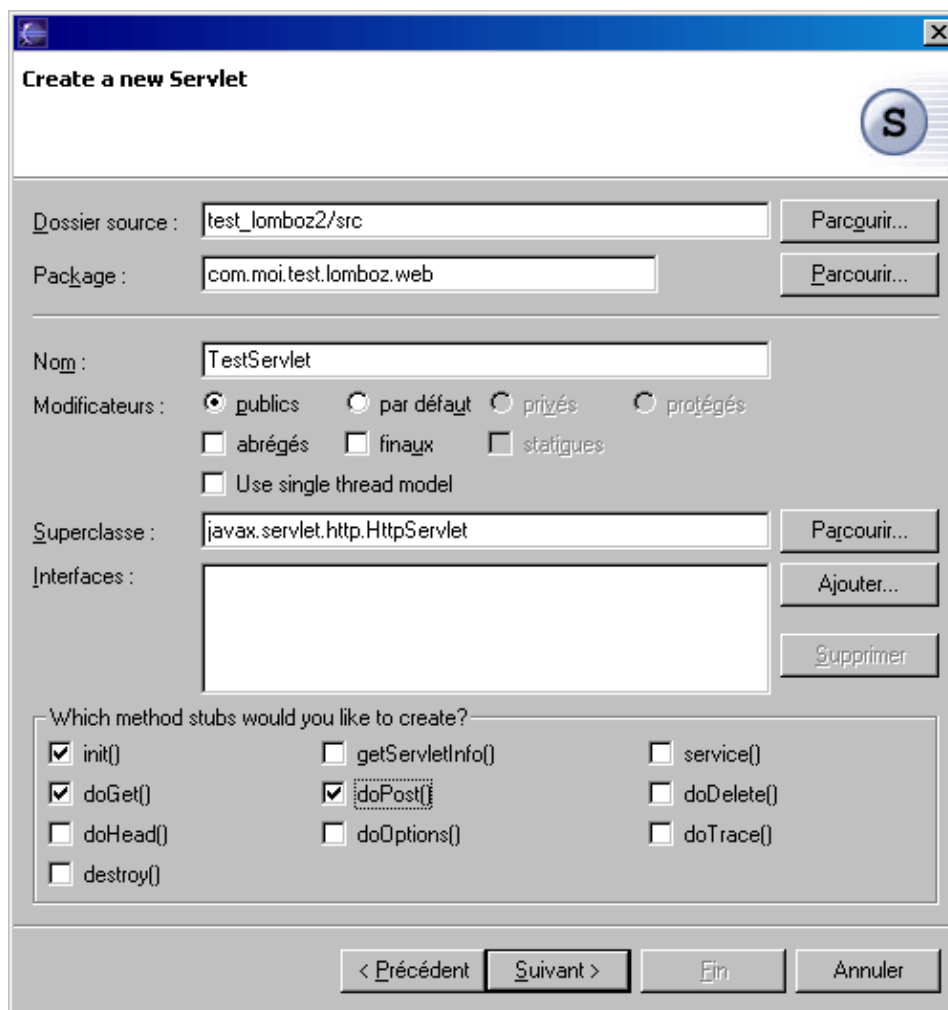 Create a new Servlet
S
Dossier source : test_lomboz2/src Parcourir...
Package : com.moi.test.lomboz.web Parcourir...
Nom : TestServlet
Modificateurs : publics par défaut privés protégés
abrégés finaux statigues
Use single thread model
Superclasse : javax.servlet.http.HttpServlet Parcourir...
Interfaces : Ajouter...
Supprimer
Which method stubs would you like to create?
init() getServletInfo() service()
doGet() doPost() doDelete()
doHead() doOptions() doTrace()
destroy()
< Précédent Suivant > Fin Annuler